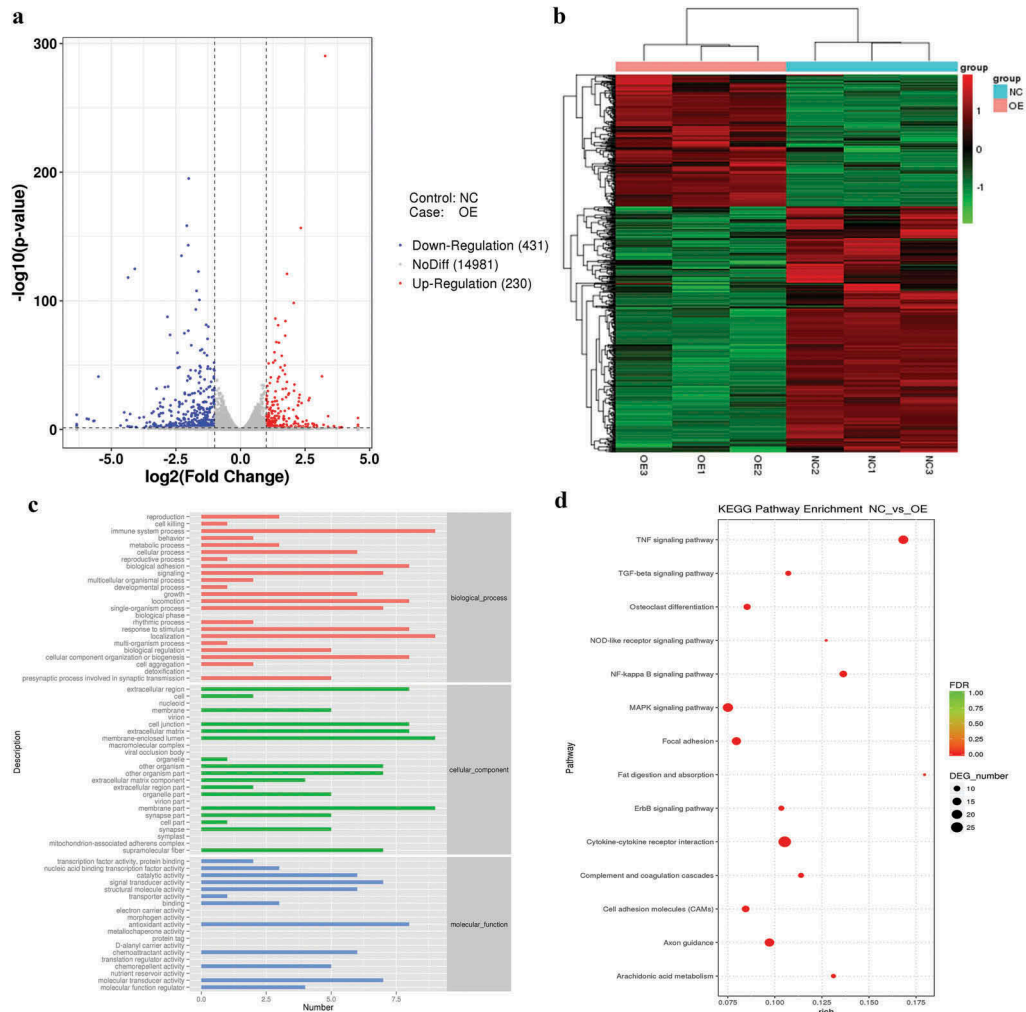 a
300
200
100
0
-log10(p-value)
-5.0
-2.5
0.0
2.5
5.0
log2(Fold Change)
Control: NC
Case: OE
Down-Regulation (431)
NoDiff (14981)
Up-Regulation (230)
b
group
1
0
-1
group
NC
OE
OE3
OE1
OE2
NC2
NC1
NC3
c
Description
reproduction
cell killing
immune system process
behavior
metabolic process
cellular process
reproductive process
biological adhesion
signaling
multicellular organismal process
developmental process
growth
locomotion
single-organism process
biological phase
rhythmic process
response to stimulus
localization
multi-organism process
biological regulation
cellular component organization or biogenesis
cell aggregation
detoxification
presynaptic process involved in synaptic transmission
biological_process
extracellular region
cell
nucleoid
membrane
virion
cell junction
extracellular matrix
membrane-enclosed lumen
macromolecular complex
viral occlusion body
organelle
other organism
other organism part
extracellular matrix component
extracellular region part
organelle part
virion part
membrane part
synapse part
cell part
synapse
symplast
mitochondrion-associated adherens complex
supramolecular fiber
cellular_component
transcription factor activity, protein binding
nucleic acid binding transcription factor activity
catalytic activity
signal transducer activity
structural molecule activity
transporter activity
binding
electron carrier activity
morphogen activity
antioxidant activity
metallochaperone activity
protein tag
D-alanyl carrier activity
chemoattractant activity
translation regulator activity
chemorepellent activity
nutrient reservoir activity
molecular transducer activity
molecular function regulator
molecular_function
0.0
2.5
5.0
7.5
Number
d
KEGG Pathway Enrichment NC_vs_OE
Pathway
TNF signaling pathway
TGF-beta signaling pathway
Osteoclast differentiation
NOD-like receptor signaling pathway
NF-kappa B signaling pathway
MAPK signaling pathway
Focal adhesion
Fat digestion and absorption
ErbB signaling pathway
Cytokine-cytokine receptor interaction
Complement and coagulation cascades
Cell adhesion molecules (CAMs)
Axon guidance
Arachidonic acid metabolism
0.075
0.100
0.125
0.150
0.175
rich
FDR
1.00
0.75
0.50
0.25
0.00
DEG_number
10
15
20
25